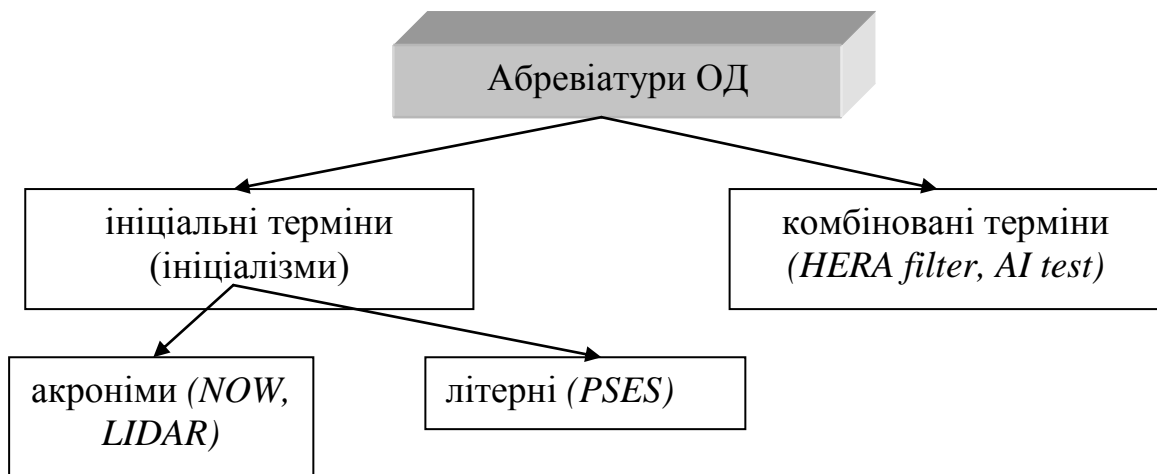 Абревіатури ОД
ініціальні терміни
(ініціалізми)
комбіновані терміни
(HERA filter, AI test)
акроніми (NOW,
LIDAR)
літерні (PSES)